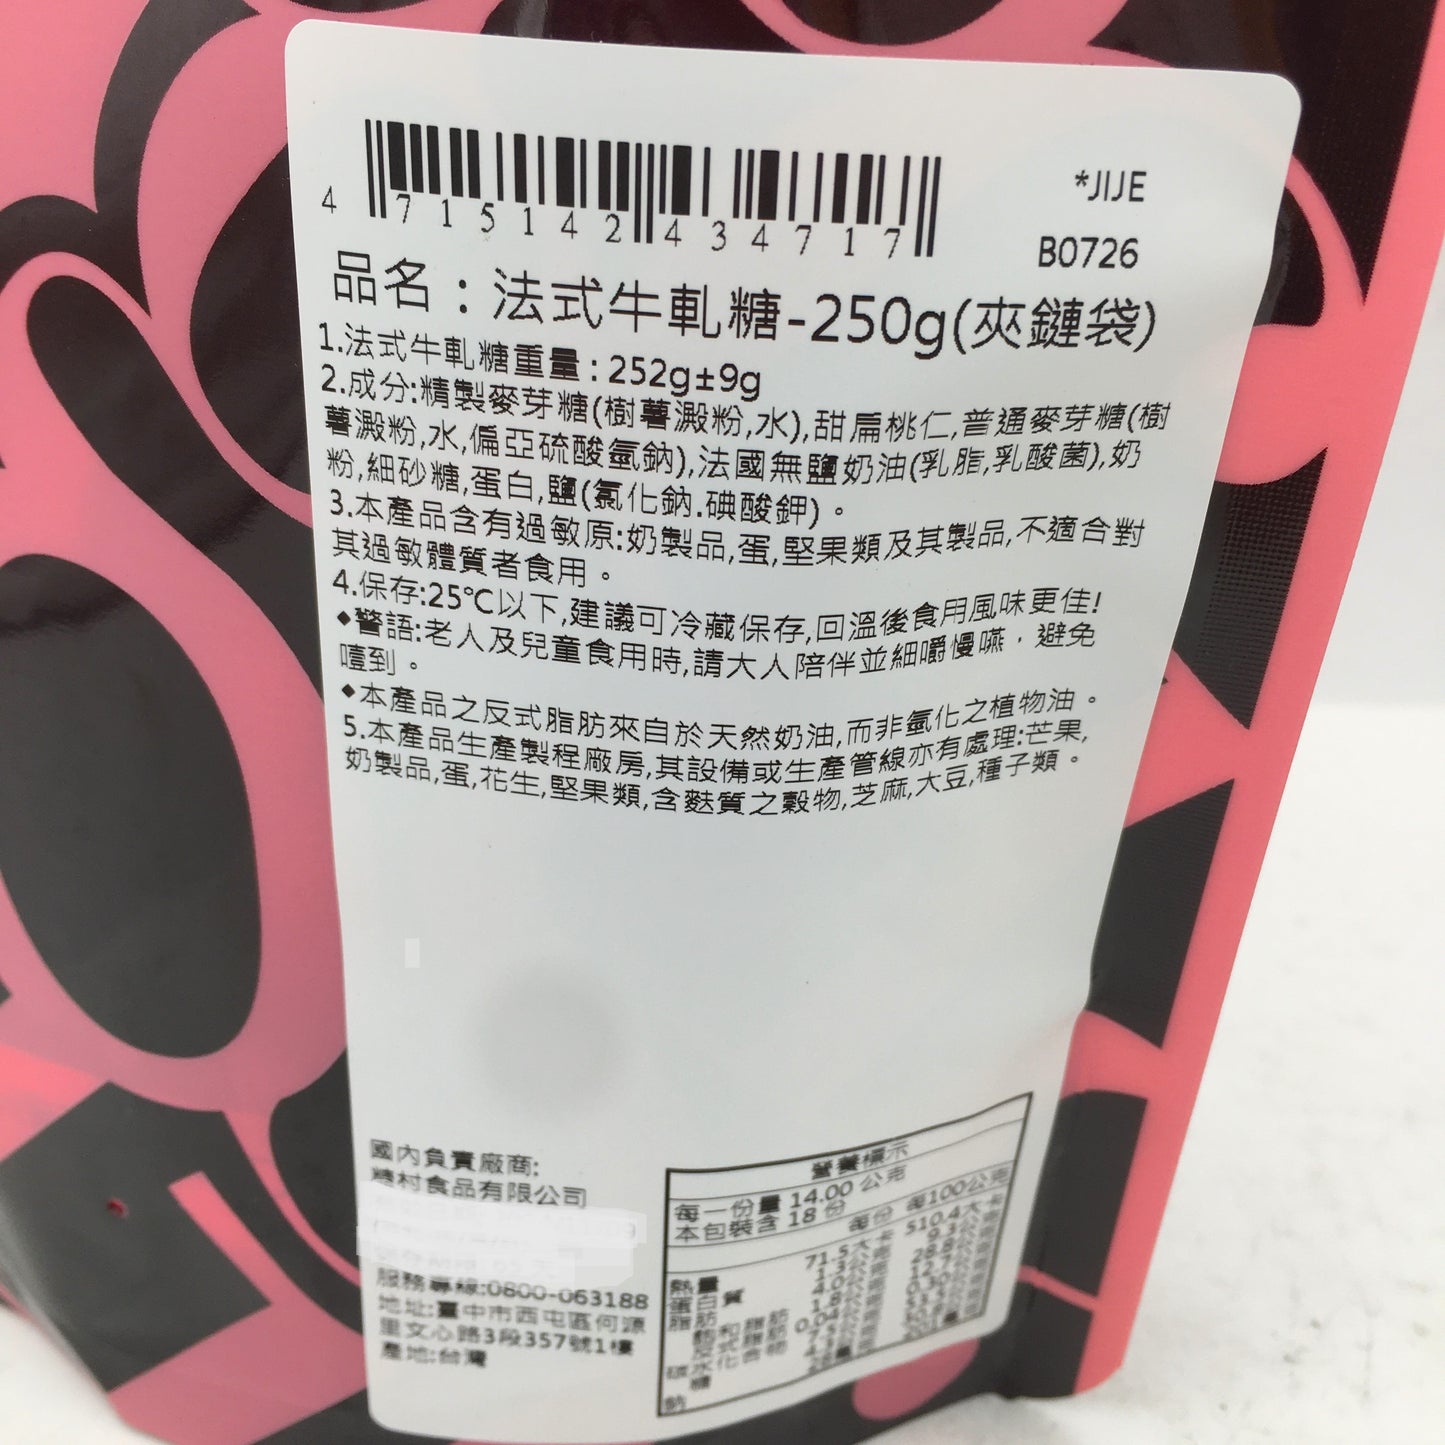 *JIJE
4 715142 434717
B0726
品名：法式牛軋糖-250g(夾鏈袋)
1.法式牛軋糖重量:252g±9g
2.成分:精製麥芽糖(樹薯澱粉,水),甜扁桃仁,普通麥芽糖(樹
薯澱粉,水,偏亞硫酸氫鈉),法國無鹽奶油(乳脂,乳酸菌),奶
粉,細砂糖,蛋白,鹽(氯化鈉.碘酸鉀)。
3.本產品含有過敏原:奶製品,蛋,堅果類及其製品,不適合對
其過敏體質者食用。
4.保存:25℃以下,建議可冷藏保存,回溫後食用風味更佳!
◆警語:老人及兒童食用時,請大人陪伴並細嚼慢嚥，避免
噎到。
◆本產品之反式脂肪來自於天然奶油,而非氫化之植物油。
5.本產品生產製程廠房,其設備或生產管線亦有處理:芒果,
奶製品,蛋,花生,堅果類,含麩質之穀物,芝麻,大豆,種子類。
國內負責廠商:
糖村食品有限公司
服務專線:0800-063188
地址:臺中市西屯區何源
里文心路3段357號1樓
產地:台灣
營養標示
每一份量 14.00 公克
本包裝含 18 份
每份 每100公克
熱量 71.5大卡 510.4大卡
蛋白質
脂肪
飽和脂肪
反式脂肪
碳水化合物
糖
鈉